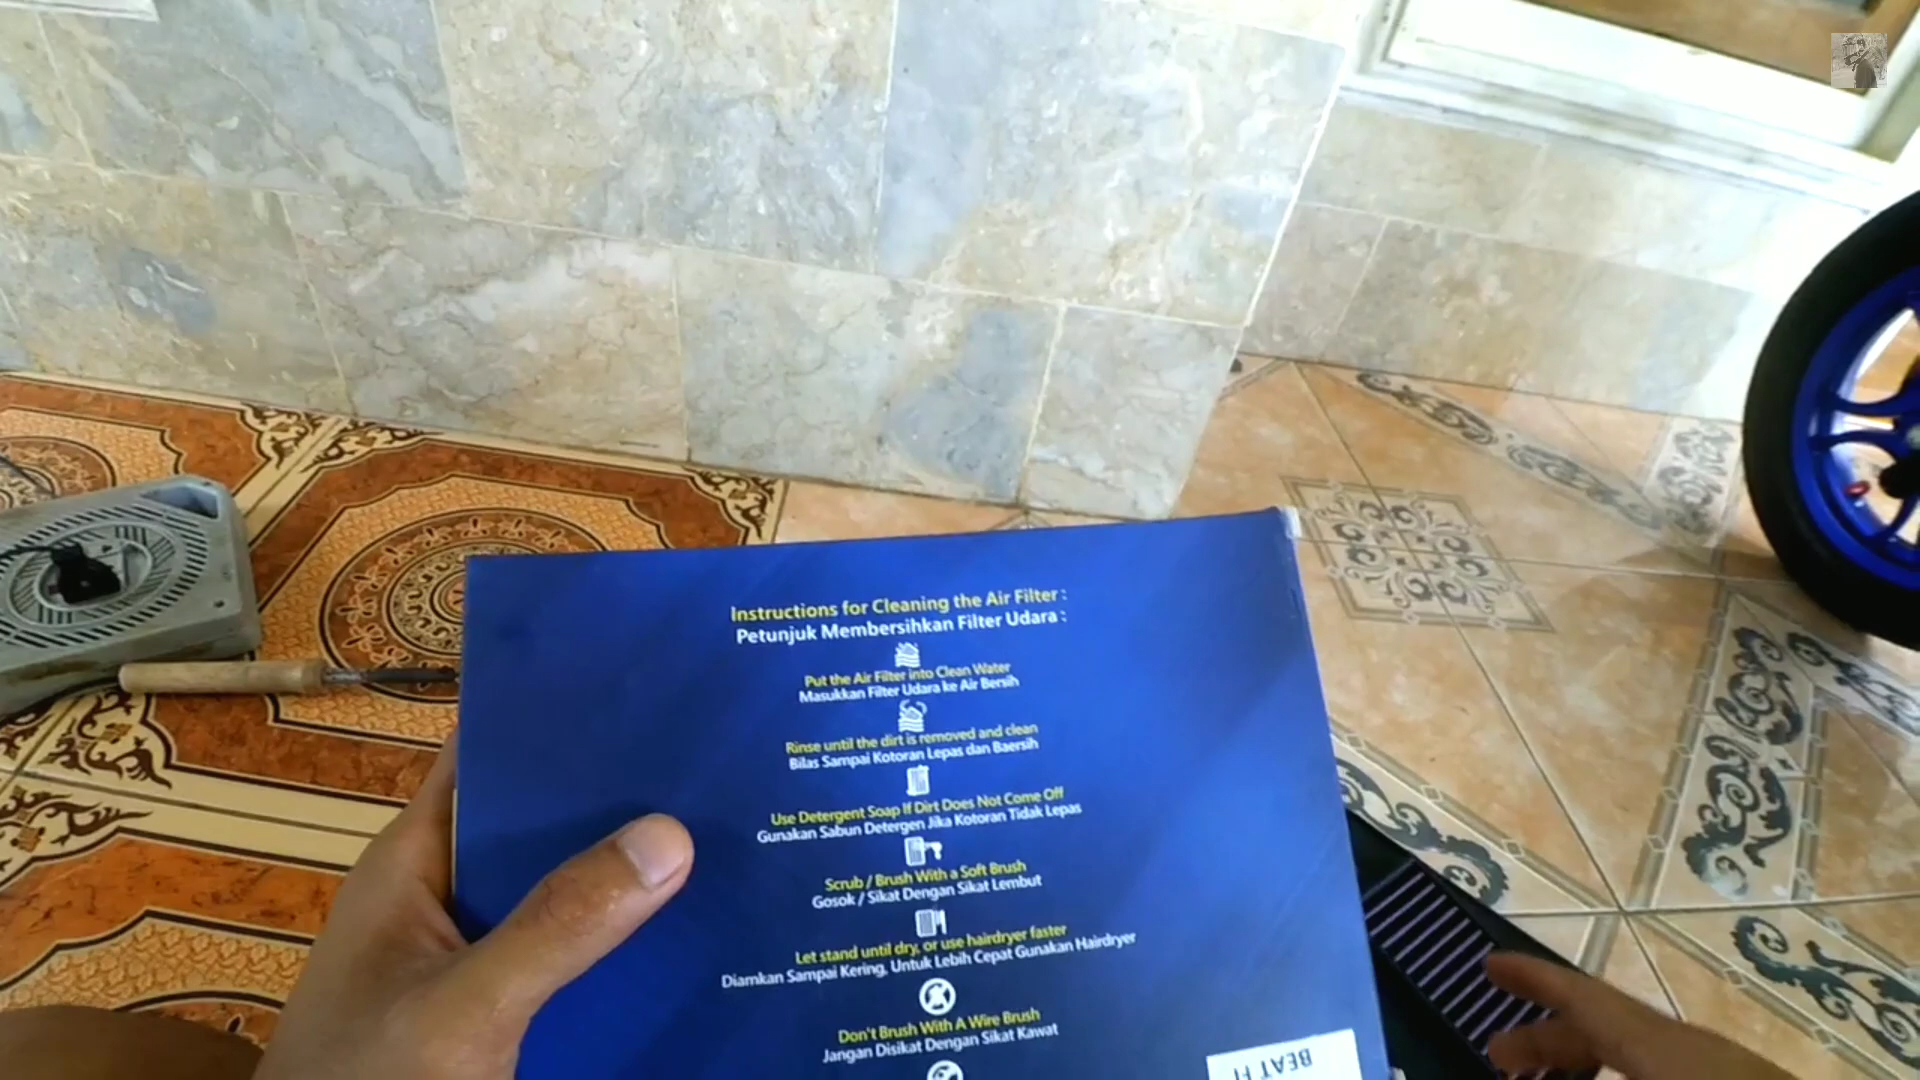 Instructions for Cleaning the Air Filter :
Petunjuk Membersihkan Filter Udara :
Put the Air Filter into Clean Water
Masukkan Filter Udara ke Air Bersih
Rinse until the dirt is removed and clean
Bilas Sampai Kotoran Lepas dan Baersih
Use Detergent Soap If Dirt Does Not Come Off
Gunakan Sabun Detergen Jika Kotoran Tidak Lepas
Scrub / Brush With a Soft Brush
Gosok / Sikat Dengan Sikat Lembut
Let stand until dry, or use hairdryer faster
Diamkan Sampai Kering, Untuk Lebih Cepat Gunakan Hairdryer
Don't Brush With A Wire Brush
Jangan Disikat Dengan Sikat Kawat
BEAT